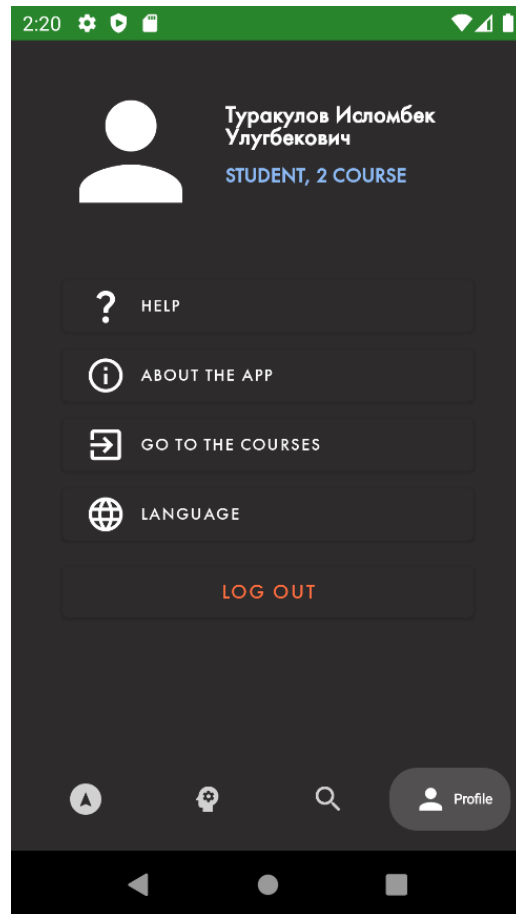 2:20
Туракулов Исломбек
Улугбекович
STUDENT, 2 COURSE
HELP
ABOUT THE APP
GO TO THE COURSES
LANGUAGE
LOG OUT
Profile